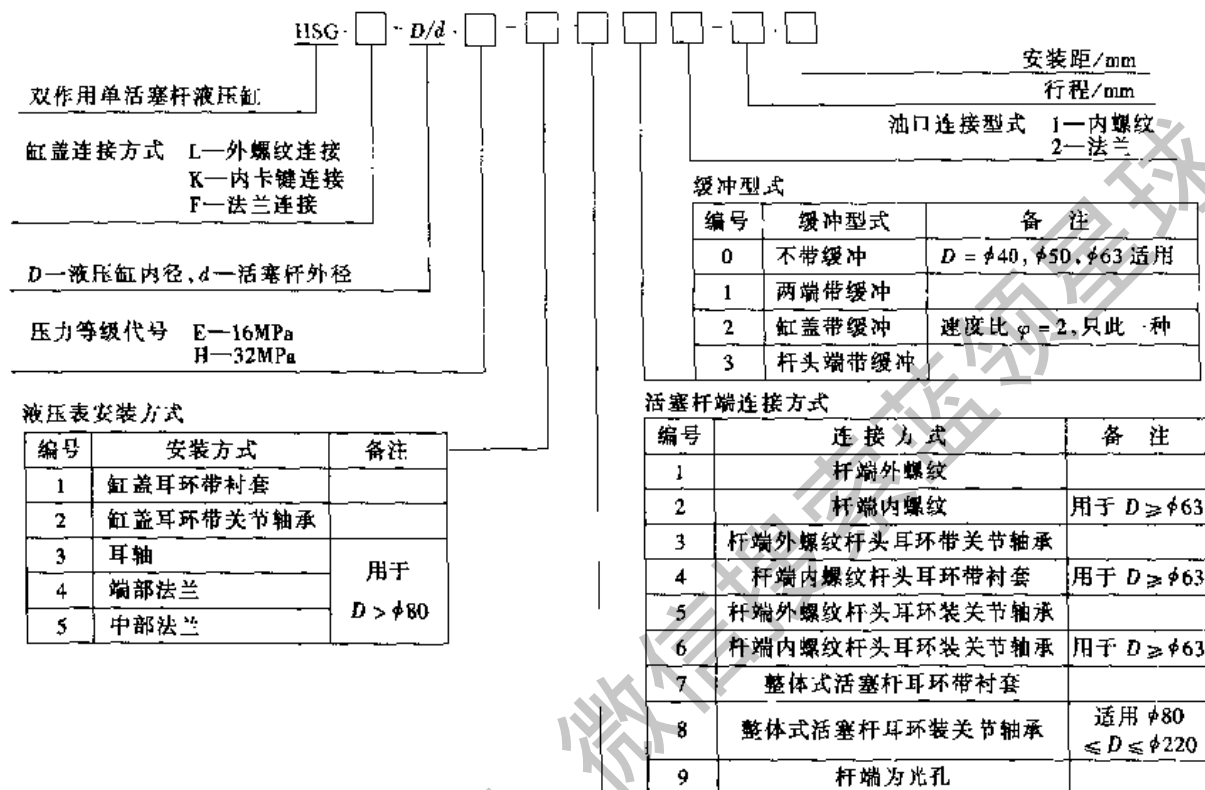 HSG·□-D/d·□-□□□□-□·□
双作用单活塞杆液压缸
缸盖连接方式 L—外螺纹连接
K—内卡键连接
F—法兰连接
D—液压缸内径,d—活塞杆外径
压力等级代号 E—16MPa
H—32MPa
液压表安装方式
编号 安装方式 备注
1 缸盖耳环带衬套
2 缸盖耳环带关节轴承
3 耳轴
4 端部法兰
5 中部法兰
用于
D>ϕ80
安装距/mm
行程/mm
油口连接型式 1—内螺纹
2—法兰
缓冲型式
编号 缓冲型式 备 注
0 不带缓冲 D=ϕ40,ϕ50,ϕ63 适用
1 两端带缓冲
2 缸盖带缓冲 速度比 φ=2,只此 种
3 杆头端带缓冲
活塞杆端连接方式
编号 连接方式 备 注
1 杆端外螺纹
2 杆端内螺纹 用于 D≥ϕ63
3 杆端外螺纹杆头耳环带关节轴承
4 杆端内螺纹杆头耳环带衬套 用于 D≥ϕ63
5 杆端外螺纹杆头耳环装关节轴承
6 杆端内螺纹杆头耳环装关节轴承 用于 D≥ϕ63
7 整体式活塞杆耳环带衬套
8 整体式活塞杆耳环装关节轴承 适用 ϕ80
≤D≤ϕ220
9 杆端为光孔
微信搜索蓝领星球